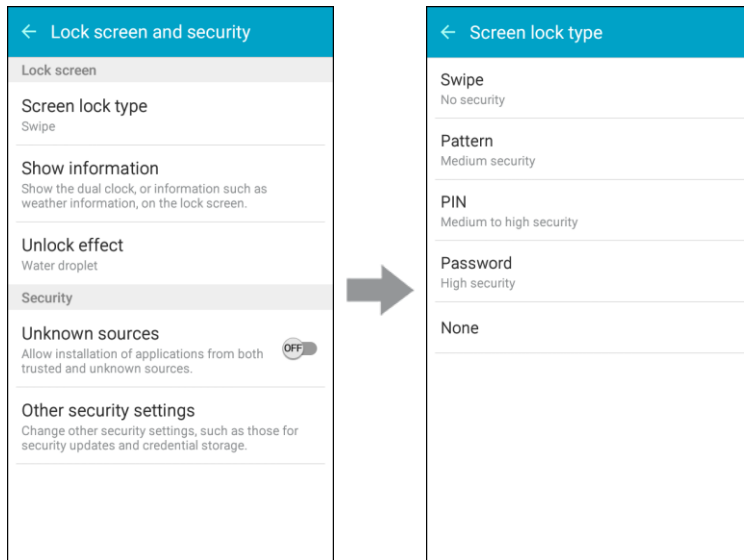 ← Lock screen and security
Lock screen
Screen lock type
Swipe
Show information
Show the dual clock, or information such as
weather information, on the lock screen.
Unlock effect
Water droplet
Security
Unknown sources
Allow installation of applications from both
trusted and unknown sources.
OFF
Other security settings
Change other security settings, such as those for
security updates and credential storage.
← Screen lock type
Swipe
No security
Pattern
Medium security
PIN
Medium to high security
Password
High security
None